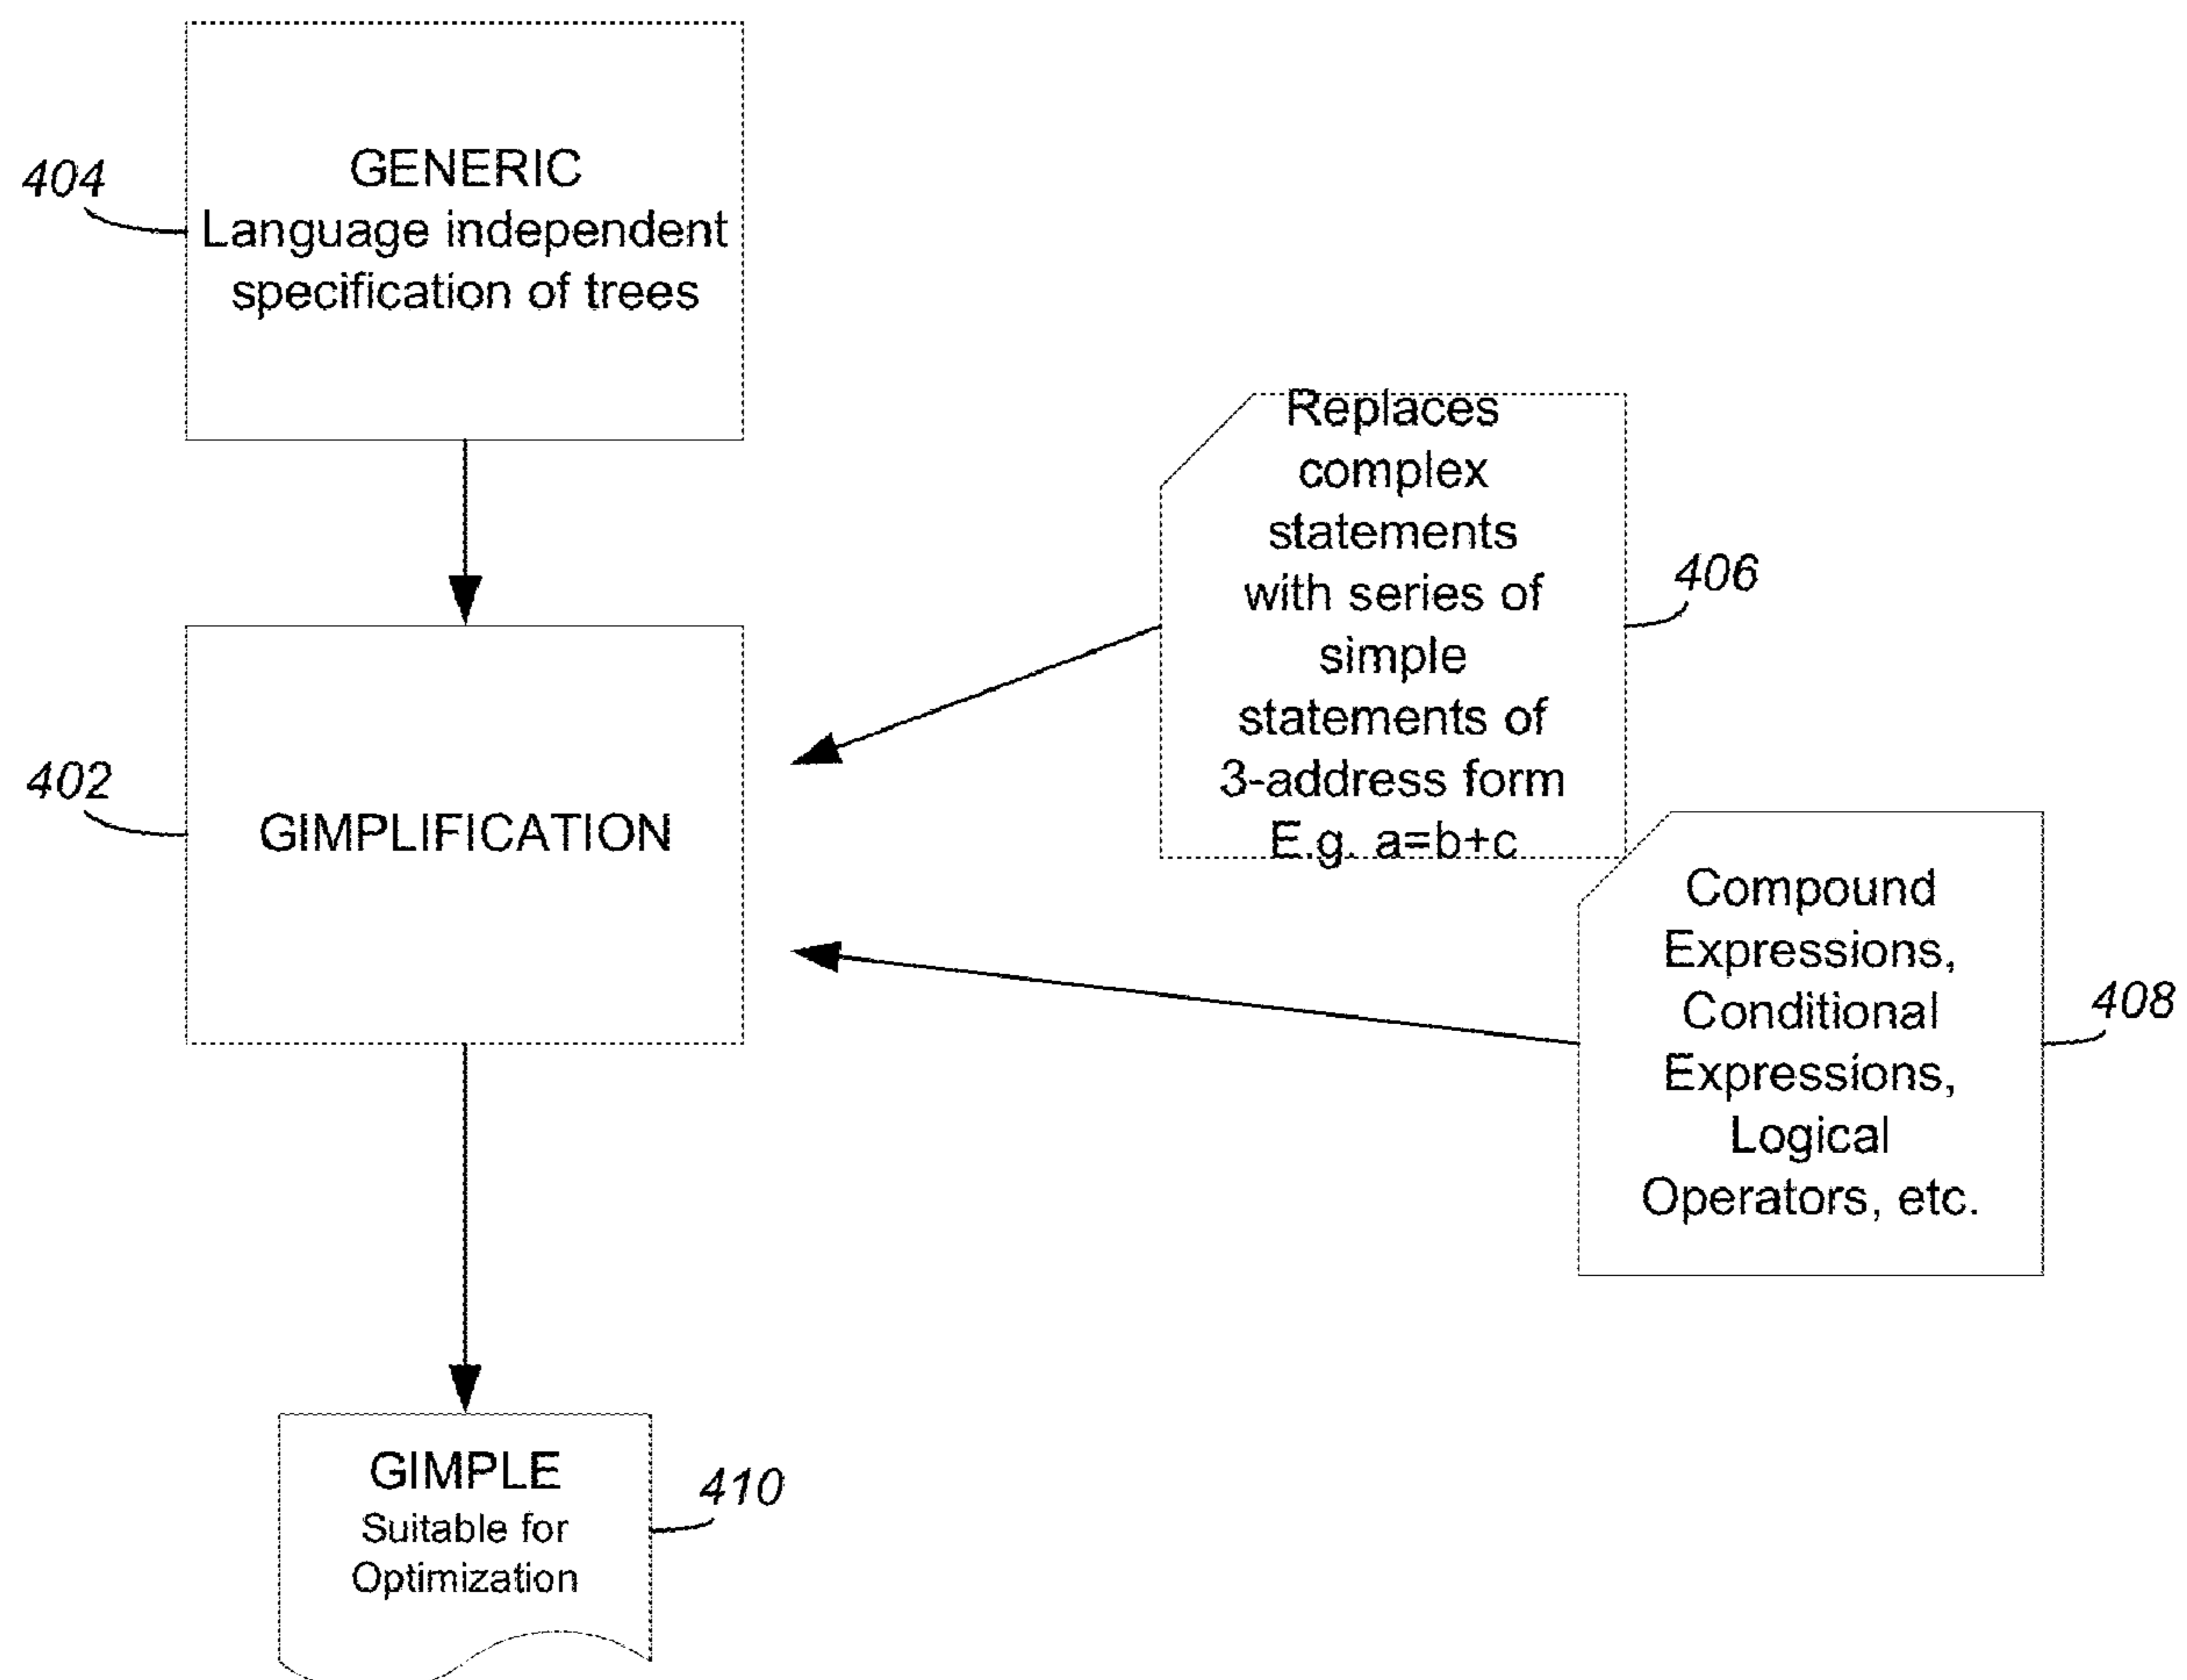 404
GENERIC
Language independent
specification of trees
402
GIMPLIFICATION
Replaces
complex
statements
with series of
simple
statements of
3-address form
E.g. a=b+c
406
Compound
Expressions,
Conditional
Expressions,
Logical
Operators, etc.
408
GIMPLE
Suitable for
Optimization
410